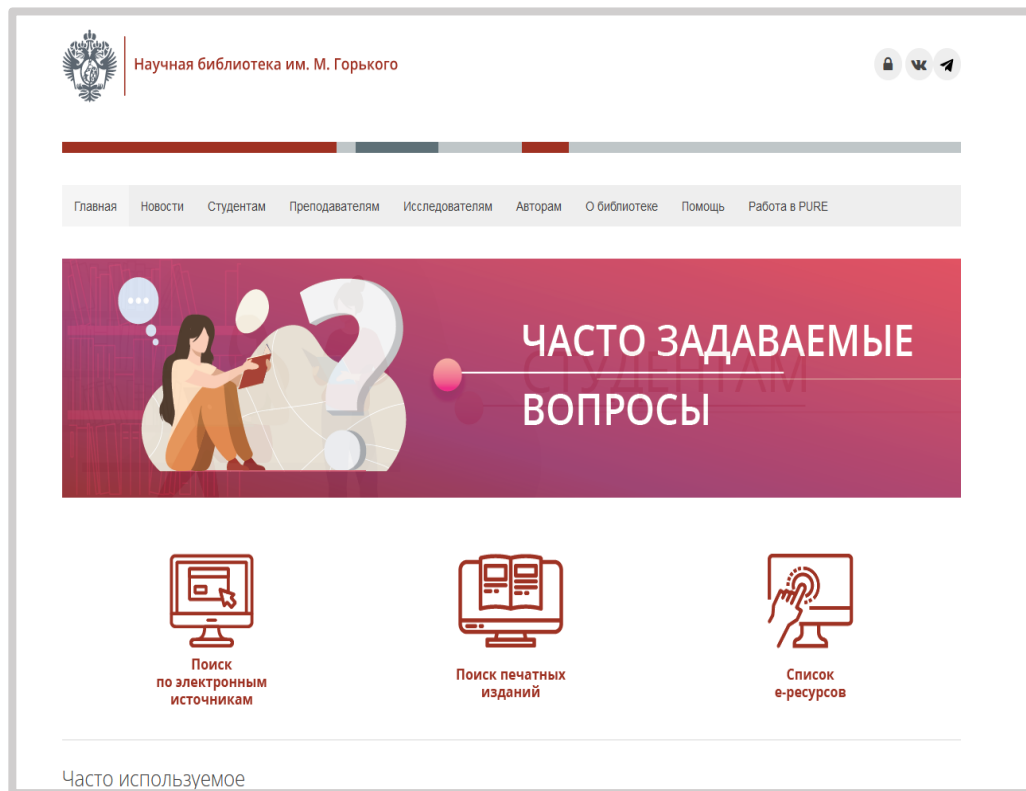 Научная библиотека им. М. Горького
Главная Новости Студентам Преподавателям Исследователям Авторам О библиотеке Помощь Работа в PURE
ЧАСТО ЗАДАВАЕМЫЕ
СТУДЕНТАМ
ВОПРОСЫ
Поиск
по электронным
источникам
Поиск печатных
изданий
Список
е-ресурсов
Часто используемое